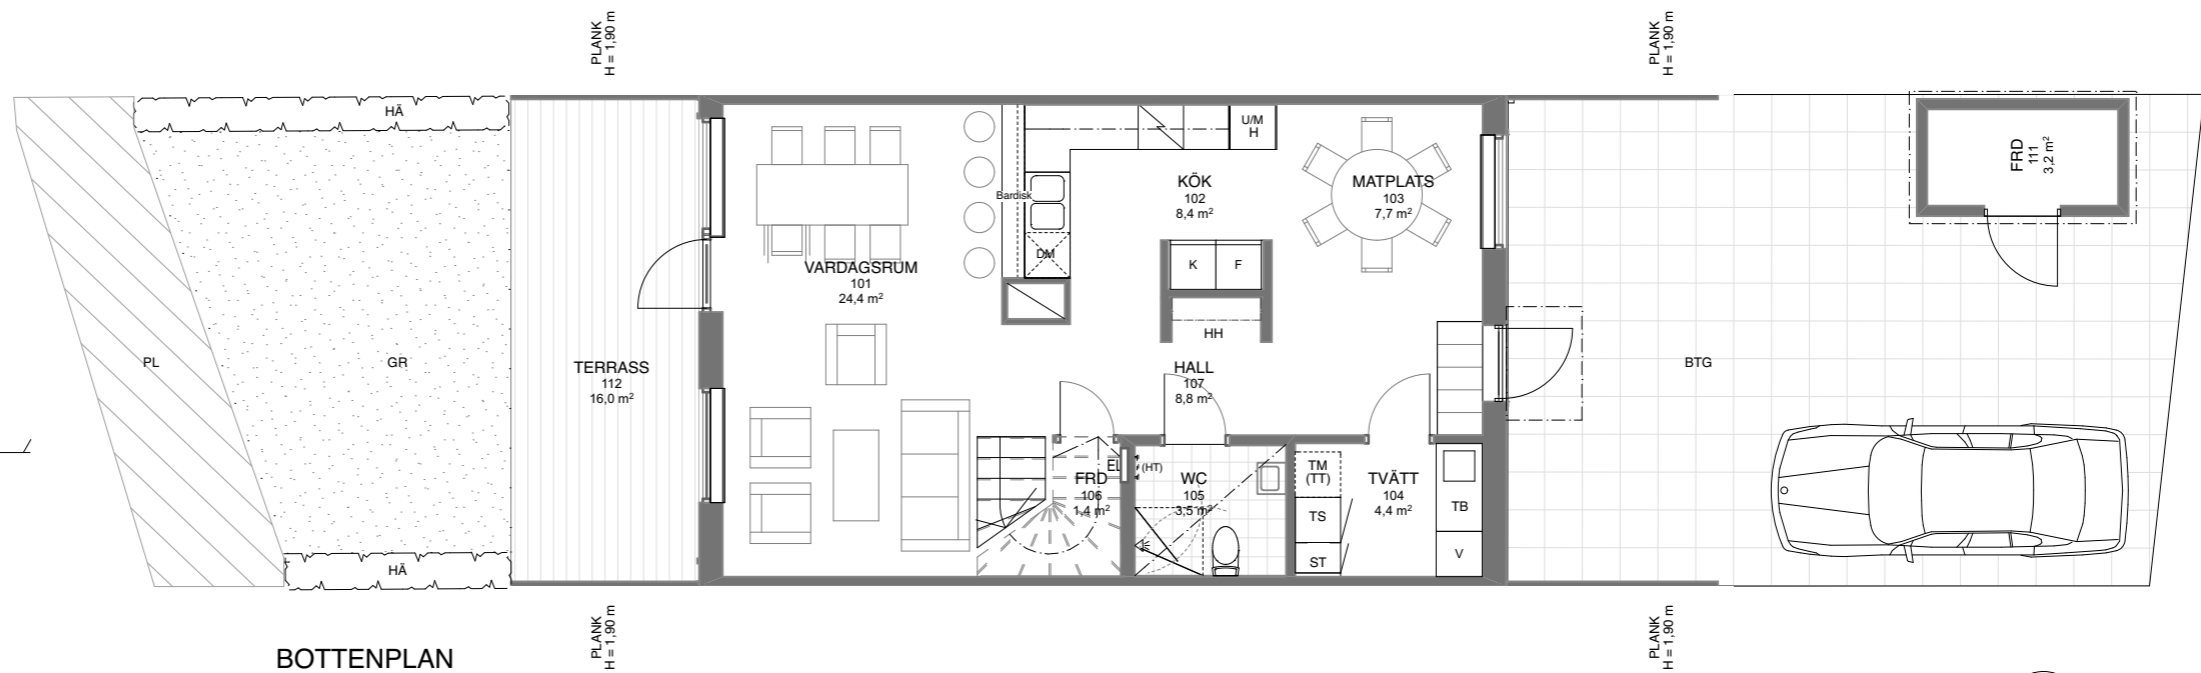 PLANK
H = 1,90 m
PLANK
H = 1,90 m
HÄ
U/M
H
FRD
111
3,2 m²
KÖK
102
8,4 m²
MATPLATS
103
7,7 m²
Bardisk
DM
K
F
VARDAGSRUM
101
24,4 m²
HH
PL
GR
TERRASS
112
16,0 m²
HALL
107
8,8 m²
BTG
EL
(HT)
FRD
106
1,4 m²
WC
105
3,5 m²
TM
(TT)
TS
ST
TVÄTT
104
4,4 m²
TB
V
HÄ
PLANK
H = 1,90 m
PLANK
H = 1,90 m
BOTTENPLAN